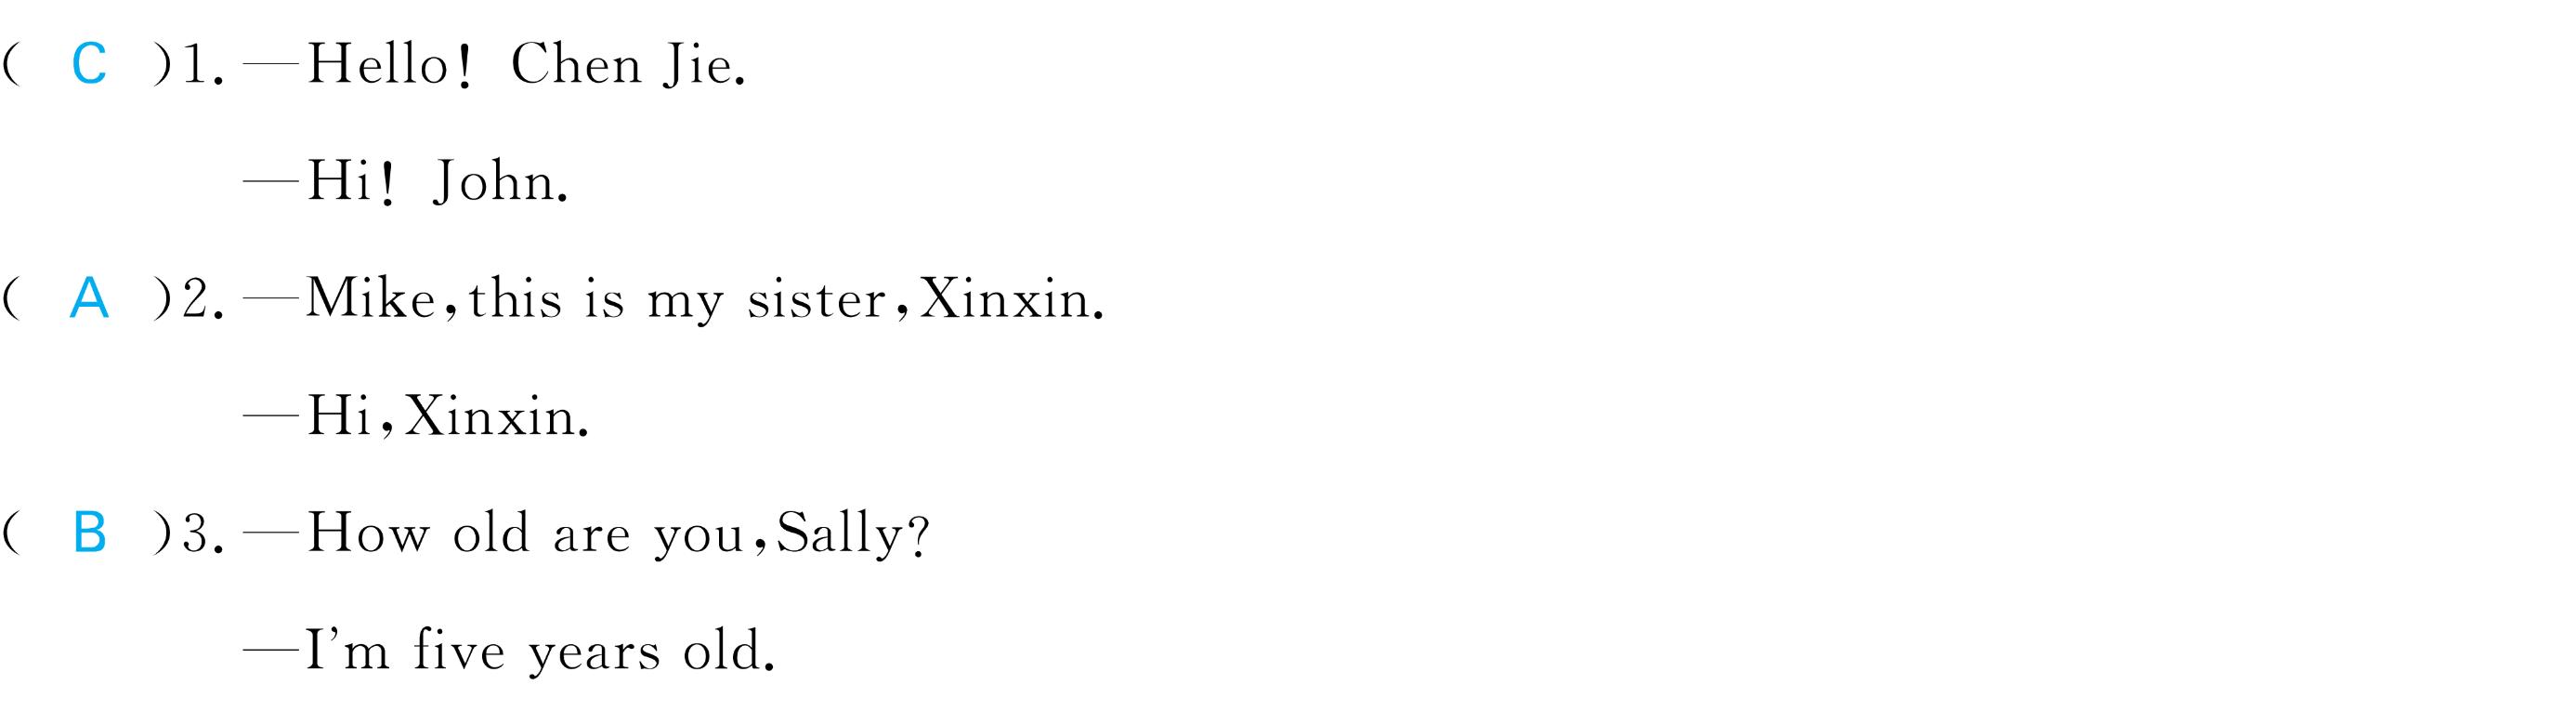 ( C )1. —Hello! Chen Jie.
—Hi! John.
( A )2. —Mike,this is my sister,Xinxin.
—Hi,Xinxin.
( B )3. —How old are you,Sally?
—I'm five years old.